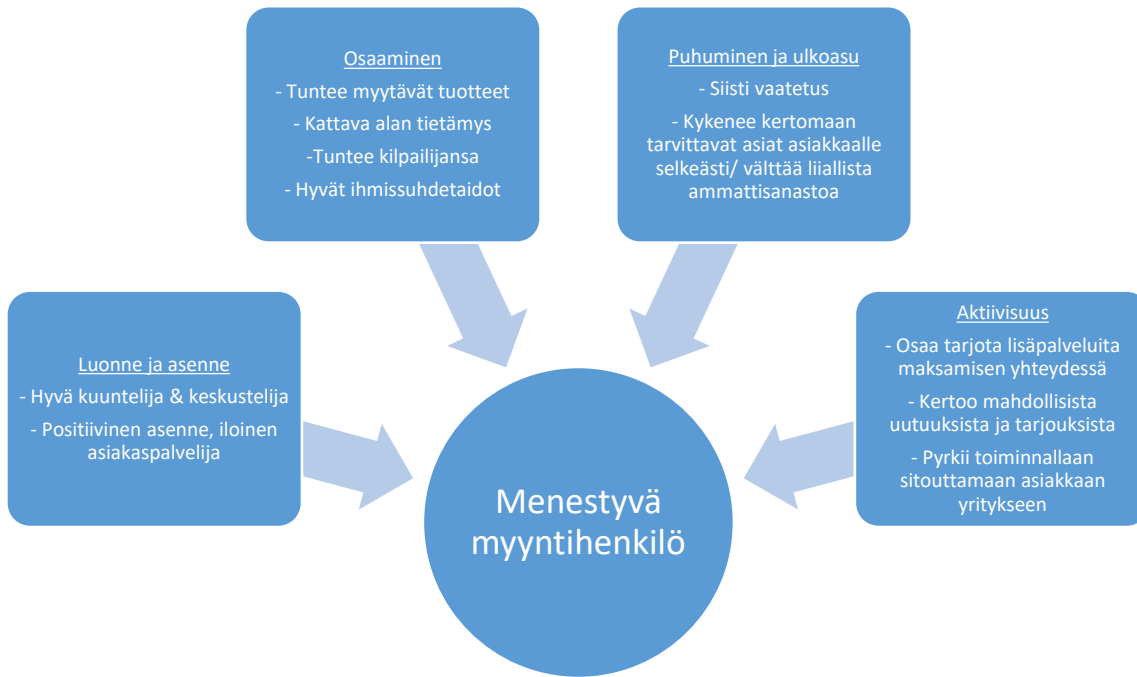 Osaaminen
- Tuntee myytävät tuotteet
- Kattava alan tietämys
-Tuntee kilpailijansa
- Hyvät ihmissuhdetaidot
Puhuminen ja ulkoasu
- Siisti vaatetus
- Kykenee kertomaan
tarvittavat asiat asiakkaalle
selkeästi/ välttää liiallista
ammattisanastoa
Luonne ja asenne
- Hyvä kuuntelija & keskustelija
- Positiivinen asenne, iloinen
asiakaspalvelija
Aktiivisuus
- Osaa tarjota lisäpalveluita
maksamisen yhteydessä
- Kertoo mahdollisista
uutuuksista ja tarjouksista
- Pyrkii toiminnallaan
sitouttamaan asiakkaan
yritykseen
Menestyvä
myyntihenkilö